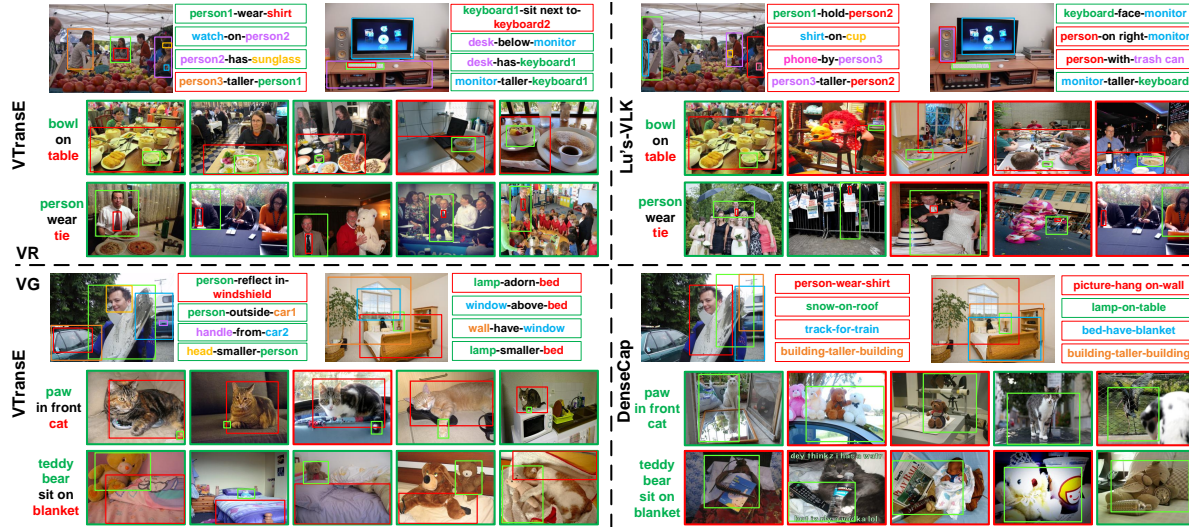 person1-wear-shirt
watch-on-person2
person2-has-sunglass
person3-taller-person1
keyboard1-sit next to-
keyboard2
desk-below-monitor
desk-has-keyboard1
monitor-taller-keyboard1
VTransE
bowl
on
table
person
wear
tie
VR
person1-hold-person2
shirt-on-cup
phone-by-person3
person3-taller-person2
keyboard-face-monitor
person-on right-monitor
person-with-trash can
monitor-taller-keyboard
Lu's-VLK
bowl
on
table
person
wear
tie
VG
person-reflect in-
windshield
person-outside-car1
handle-from-car2
head-smaller-person
lamp-adorn-bed
window-above-bed
wall-have-window
lamp-smaller-bed
VTransE
paw
in front
cat
teddy
bear
sit on
blanket
person-wear-shirt
snow-on-roof
track-for-train
building-taller-building
picture-hang on-wall
lamp-on-table
bed-have-blanket
building-taller-building
DenseCap
paw
in front
cat
teddy
bear
sit on
blanket